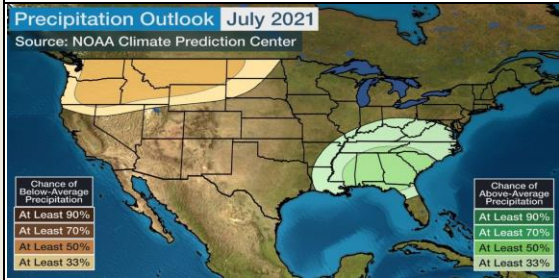 Precipitation Outlook July 2021
Source: NOAA Climate Prediction Center
Chance of
Below-Average
Precipitation
At Least 90%
At Least 70%
At Least 50%
At Least 33%
Chance of
Above-Average
Precipitation
At Least 90%
At Least 70%
At Least 50%
At Least 33%